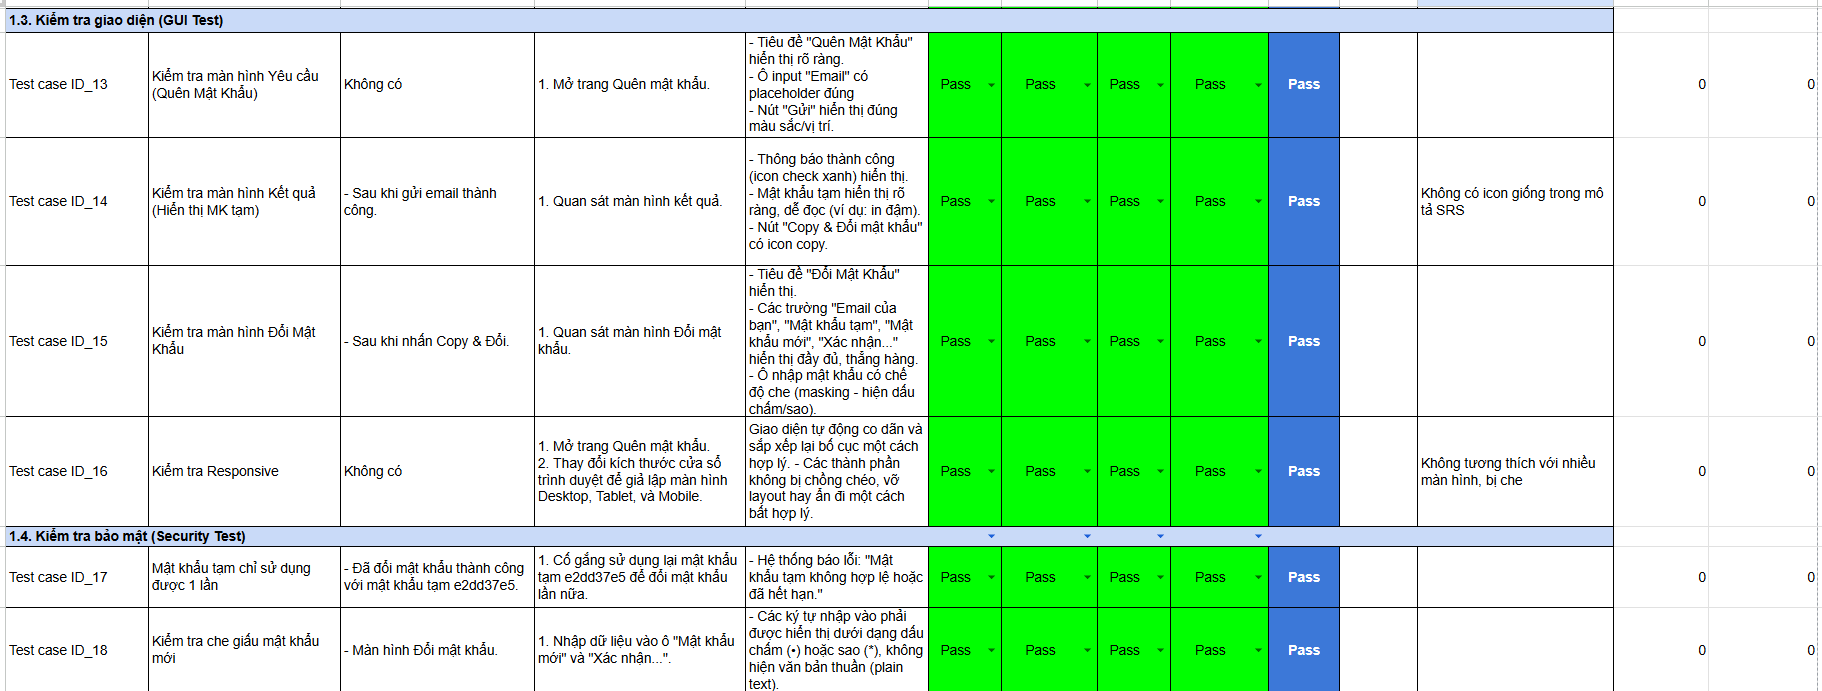 1.3. Kiểm tra giao diện (GUI Test)
Test case ID_13
Kiểm tra màn hình Yêu cầu
(Quên Mật Khẩu)
Không có
1. Mở trang Quên mật khẩu.
- Tiêu đề "Quên Mật Khẩu"
hiển thị rõ ràng.
- Ô input "Email" có
placeholder đúng
- Nút "Gửi" hiển thị đúng
màu sắc/vị trí.
Pass
Pass
Pass
Pass
Pass
0
0
Test case ID_14
Kiểm tra màn hình Kết quả
(Hiển thị MK tạm)
- Sau khi gửi email thành
công.
1. Quan sát màn hình kết quả.
- Thông báo thành công
(icon check xanh) hiển thị.
- Mật khẩu tạm hiển thị rõ
ràng, dễ đọc (ví dụ: in đậm).
- Nút "Copy & Đổi mật khẩu"
có icon copy.
Pass
Pass
Pass
Pass
Pass
Không có icon giống trong mô
tả SRS
0
0
Test case ID_15
Kiểm tra màn hình Đổi Mật
Khẩu
- Sau khi nhấn Copy & Đổi.
1. Quan sát màn hình Đổi mật
khẩu.
- Tiêu đề "Đổi Mật Khẩu"
hiển thị.
- Các trường "Email của
bạn", "Mật khẩu tạm", "Mật
khẩu mới", "Xác nhận..."
hiển thị đầy đủ, thẳng hàng.
- Ô nhập mật khẩu có chế
độ che (masking - hiện dấu
chấm/sao).
Pass
Pass
Pass
Pass
Pass
0
0
Test case ID_16
Kiểm tra Responsive
Không có
1. Mở trang Quên mật khẩu.
2. Thay đổi kích thước cửa sổ
trình duyệt để giả lập màn hình
Desktop, Tablet, và Mobile.
Giao diện tự động co dãn và
sắp xếp lại bố cục một cách
hợp lý. - Các thành phần
không bị chồng chéo, vỡ
layout hay ẩn đi một cách
bất hợp lý.
Pass
Pass
Pass
Pass
Pass
Không tương thích với nhiều
màn hình, bị che
0
0
1.4. Kiểm tra bảo mật (Security Test)
Test case ID_17
Mật khẩu tạm chỉ sử dụng
được 1 lần
- Đã đổi mật khẩu thành công
với mật khẩu tạm e2dd37e5.
1. Cố gắng sử dụng lại mật khẩu
tạm e2dd37e5 để đổi mật khẩu
lần nữa.
- Hệ thống báo lỗi: "Mật
khẩu tạm không hợp lệ hoặc
đã hết hạn."
Pass
Pass
Pass
Pass
Pass
0
0
Test case ID_18
Kiểm tra che giấu mật khẩu
mới
- Màn hình Đổi mật khẩu.
1. Nhập dữ liệu vào ô "Mật khẩu
mới" và "Xác nhận...".
- Các ký tự nhập vào phải
được hiển thị dưới dạng dấu
chấm (•) hoặc sao (*), không
hiện văn bản thuần (plain
text).
Pass
Pass
Pass
Pass
Pass
0
0